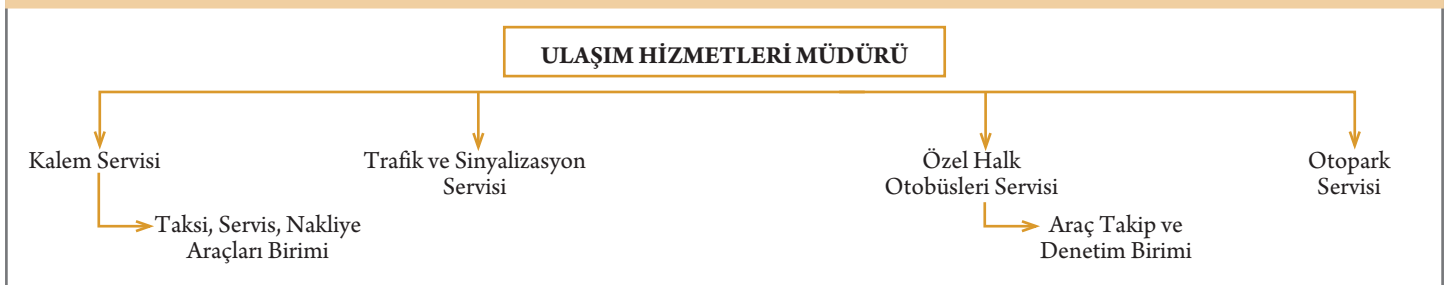 ULAŞIM HİZMETLERİ MÜDÜRÜ
Kalem Servisi
Taksi, Servis, Nakliye
Araçları Birimi
Trafik ve Sinyalizasyon
Servisi
Özel Halk
Otobüsleri Servisi
Araç Takip ve
Denetim Birimi
Otopark
Servisi